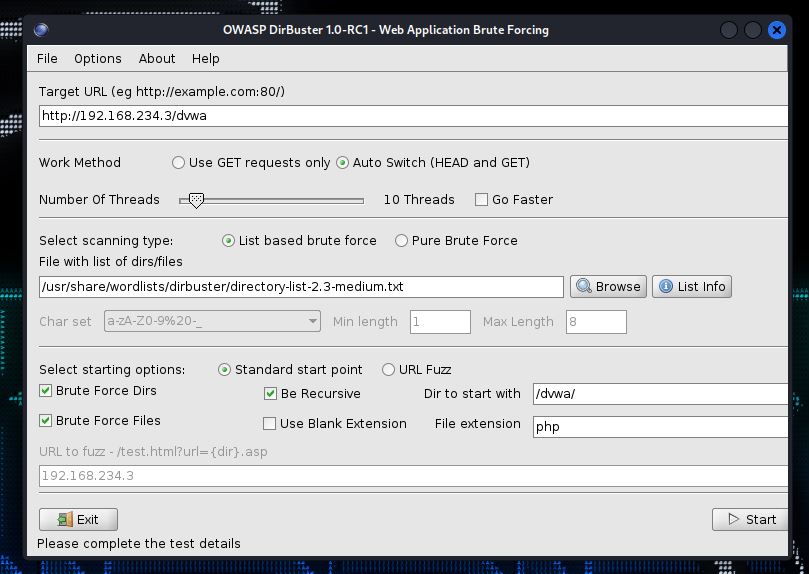 OWASP DirBuster 1.0-RC1 - Web Application Brute Forcing
File Options About Help
Target URL (eg http://example.com:80/)
http://192.168.234.3/dvwa
Work Method Use GET requests only Auto Switch (HEAD and GET)
Number Of Threads 10 Threads Go Faster
Select scanning type: List based brute force Pure Brute Force
File with list of dirs/files
/usr/share/wordlists/dirbuster/directory-list-2.3-medium.txt Browse List Info
Char set a-zA-Z0-9%20-_ Min length 1 Max Length 8
Select starting options: Standard start point URL Fuzz
Brute Force Dirs Be Recursive Dir to start with /dvwa/
Brute Force Files Use Blank Extension File extension php
URL to fuzz - /test.html?url={dir}.asp
192.168.234.3
Exit Start
Please complete the test details